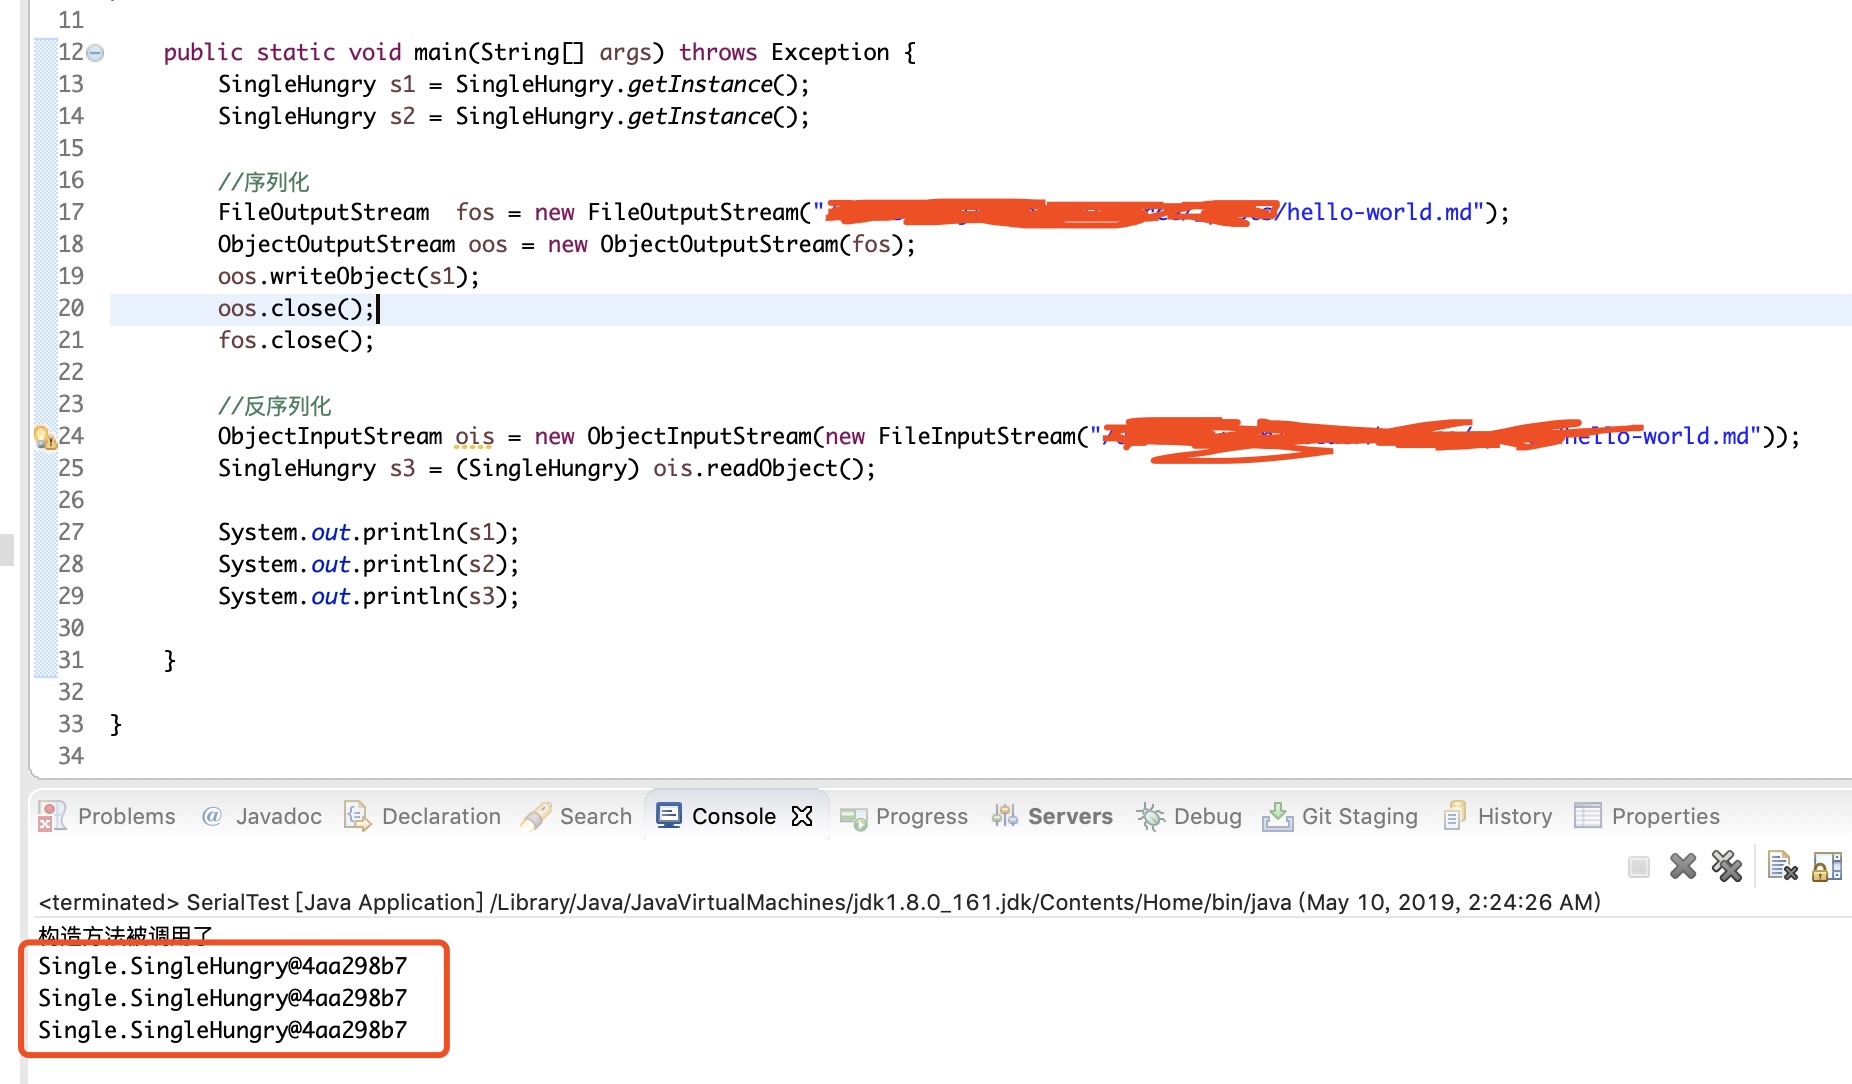 11
12 public static void main(String[] args) throws Exception {
13 SingleHungry s1 = SingleHungry.getInstance();
14 SingleHungry s2 = SingleHungry.getInstance();
15
16 //序列化
17 FileOutputStream fos = new FileOutputStream("/hello-world.md");
18 ObjectOutputStream oos = new ObjectOutputStream(fos);
19 oos.writeObject(s1);
20 oos.close();
21 fos.close();
22
23 //反序列化
24 ObjectInputStream ois = new ObjectInputStream(new FileInputStream("/hello-world.md"));
25 SingleHungry s3 = (SingleHungry) ois.readObject();
26
27 System.out.println(s1);
28 System.out.println(s2);
29 System.out.println(s3);
30
31 }
32
33 }
34
Problems @ Javadoc Declaration Search Console Progress Servers Debug Git Staging History Properties
<terminated> SerialTest [Java Application] /Library/Java/JavaVirtualMachines/jdk1.8.0_161.jdk/Contents/Home/bin/java (May 10, 2019, 2:24:26 AM)
构造方法被调用了
Single.SingleHungry@4aa298b7
Single.SingleHungry@4aa298b7
Single.SingleHungry@4aa298b7